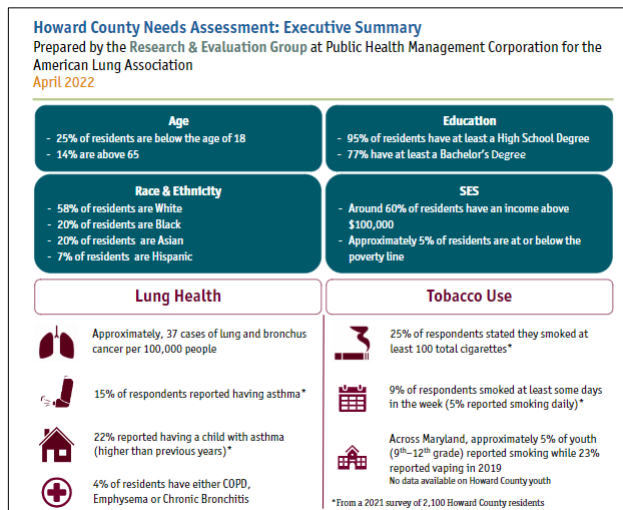 Howard County Needs Assessment: Executive Summary
Prepared by the Research & Evaluation Group at Public Health Management Corporation for the
American Lung Association
April 2022
Age
- 25% of residents are below the age of 18
- 14% are above 65
Education
- 95% of residents have at least a High School Degree
- 77% have at least a Bachelor's Degree
Race & Ethnicity
- 58% of residents are White
- 20% of residents are Black
- 20% of residents are Asian
- 7% of residents are Hispanic
SES
- Around 60% of residents have an income above
$100,000
- Approximately 5% of residents are at or below the
poverty line
Lung Health
Approximately, 37 cases of lung and bronchus
cancer per 100,000 people
15% of respondents reported having asthma*
22% reported having a child with asthma
(higher than previous years)*
4% of residents have either COPD,
Emphysema or Chronic Bronchitis
Tobacco Use
25% of respondents stated they smoked at
least 100 total cigarettes*
9% of respondents smoked at least some days
in the week (5% reported smoking daily)*
Across Maryland, approximately 5% of youth
(9th–12th grade) reported smoking while 23%
reported vaping in 2019
No data available on Howard County youth
*From a 2021 survey of 2,100 Howard County residents